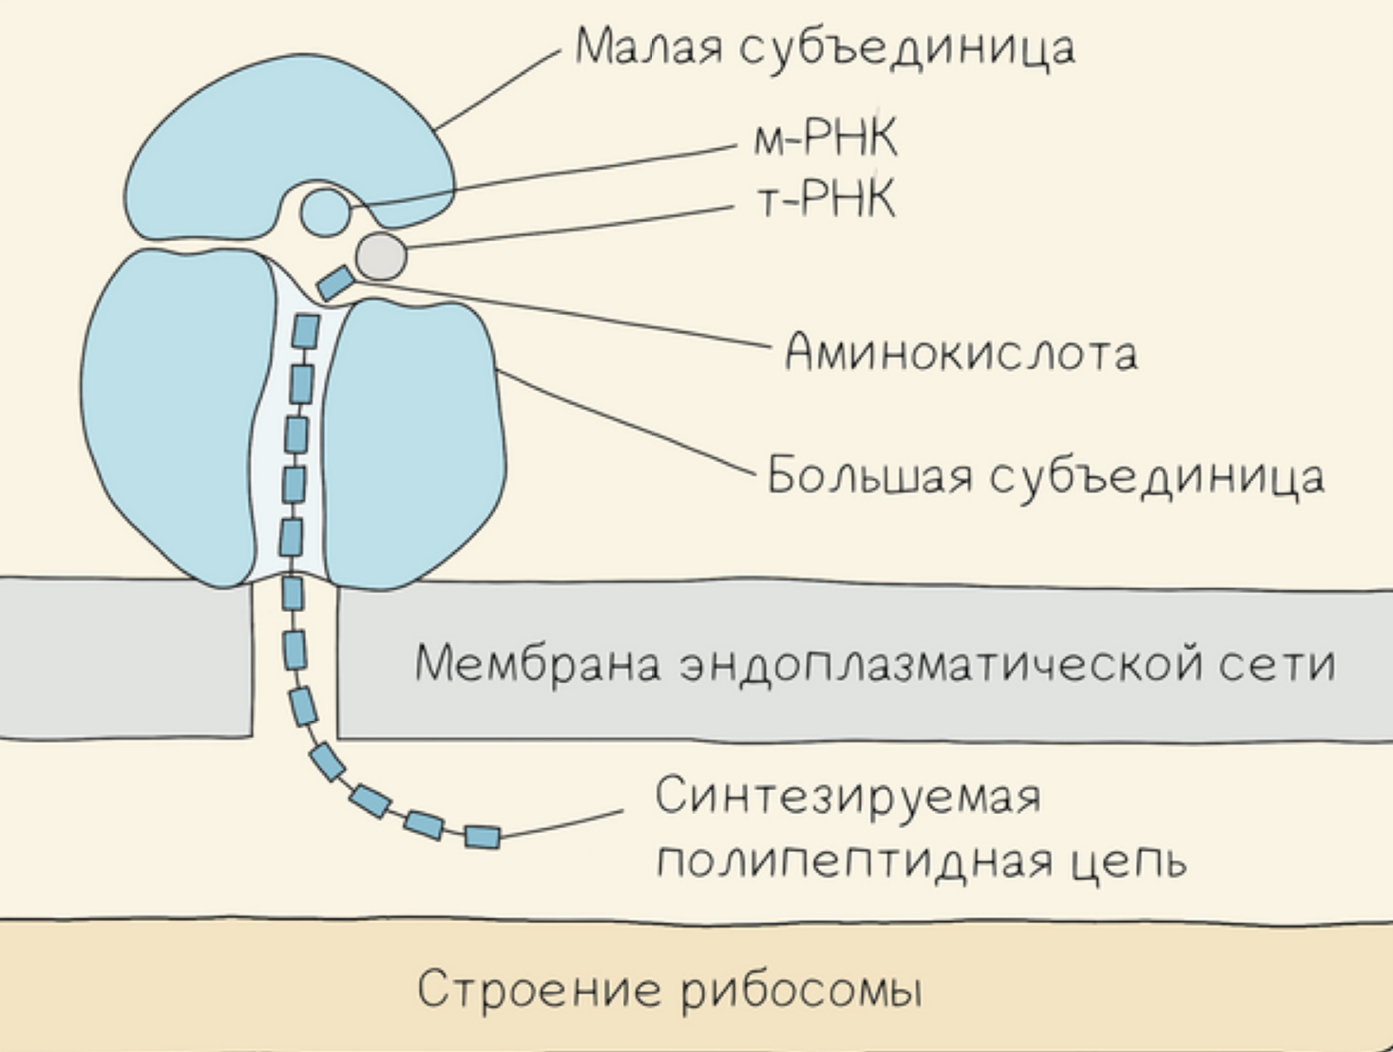 Малая субъединица
м-РНК
т-РНК
Аминокислота
Большая субъединица
Мембрана эндоплазматической сети
Синтезируемая
полипептидная цепь
Строение рибосомы